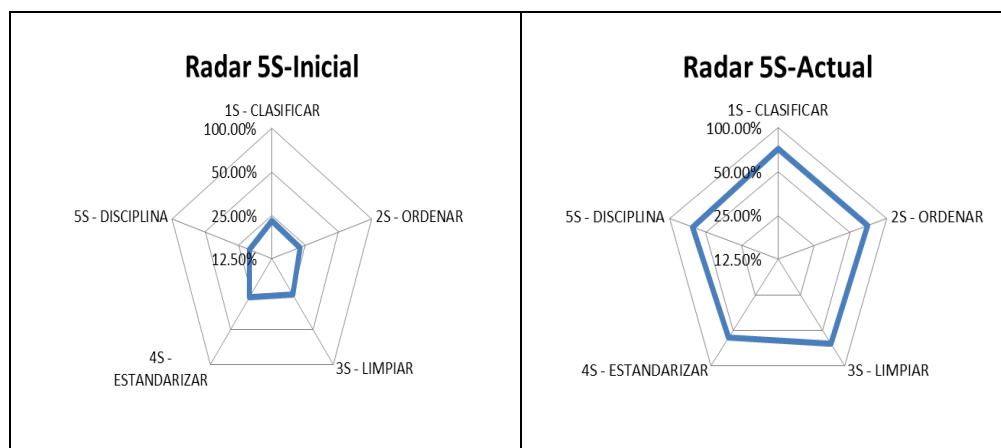 Radar 5S-Inicial
1S - CLASIFICAR
100.00%
50.00%
25.00%
12.50%
5S - DISCIPLINA
2S - ORDENAR
4S -
ESTANDARIZAR
3S - LIMPIAR
Radar 5S-Actual
1S - CLASIFICAR
100.00%
50.00%
25.00%
12.50%
5S - DISCIPLINA
2S - ORDENAR
4S - ESTANDARIZAR
3S - LIMPIAR